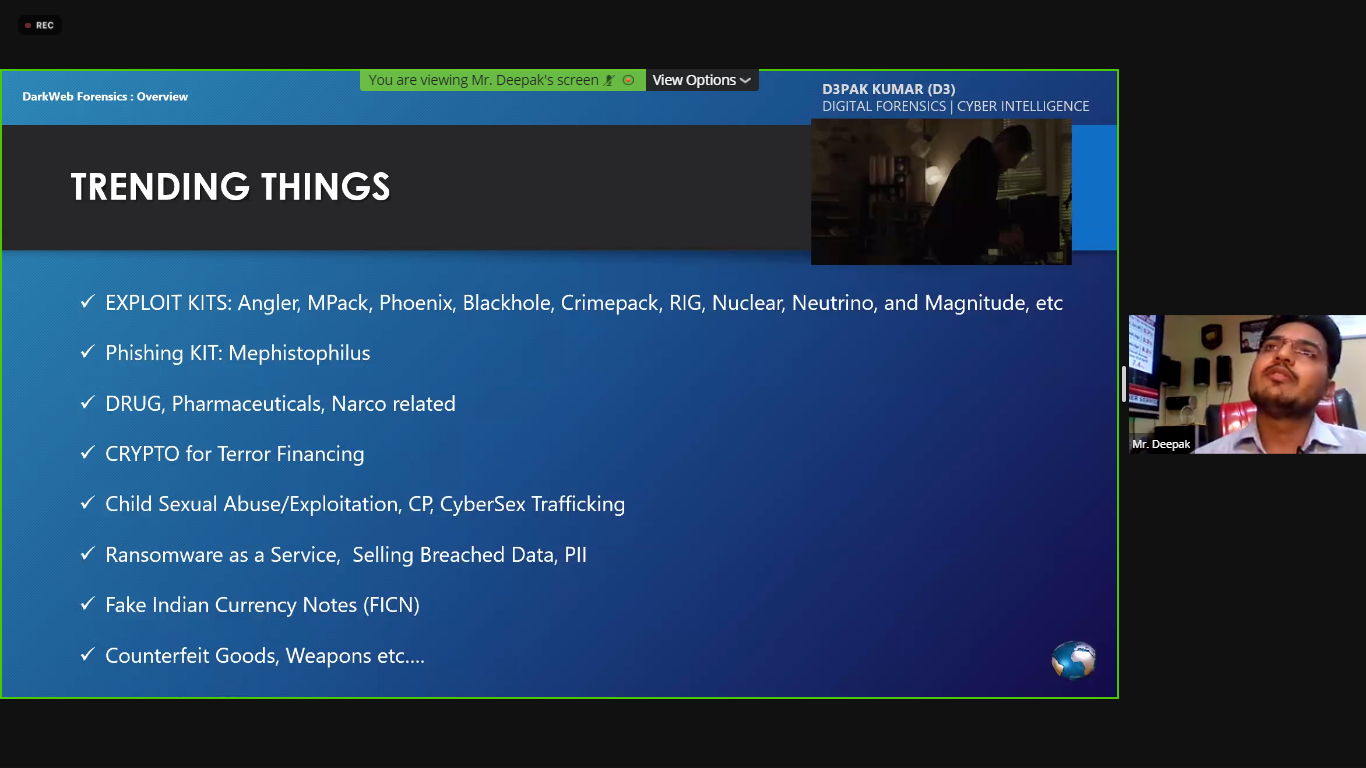 REC
You are viewing Mr. Deepak's screen
View Options
DarkWeb Forensics : Overview
D3PAK KUMAR (D3)
DIGITAL FORENSICS | CYBER INTELLIGENCE
TRENDING THINGS
✓ EXPLOIT KITS: Angler, MPack, Phoenix, Blackhole, Crimepack, RIG, Nuclear, Neutrino, and Magnitude, etc
✓ Phishing KIT: Mephistophilus
✓ DRUG, Pharmaceuticals, Narco related
✓ CRYPTO for Terror Financing
✓ Child Sexual Abuse/Exploitation, CP, CyberSex Trafficking
✓ Ransomware as a Service,  Selling Breached Data, PII
✓ Fake Indian Currency Notes (FICN)
✓ Counterfeit Goods, Weapons etc....
Mr. Deepak